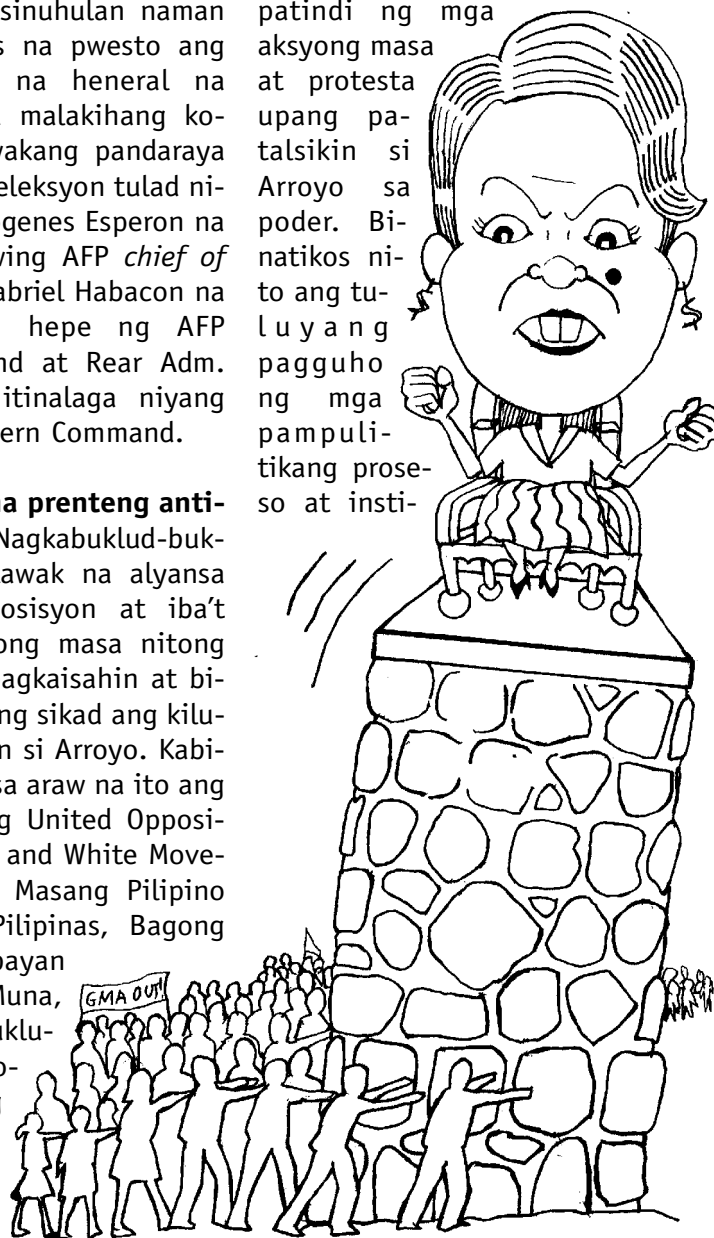 sinuhulan naman
s na pwesto ang
na heneral na
malakihang ko-
yakang pandaraya
eleksyon tulad ni-
ogenes Esperon na
wing AFP chief of
abriel Habacon na
hepe ng AFP
nd at Rear Adm.
itinalaga niyang
ern Command.
a prenteng anti-
Nagkabuklud-buk-
awak na alyansa
osisyon at iba't
ong masa nitong
agkaisahin at bi-
ng sikad ang kilu-
n si Arroyo. Kabi-
sa araw na ito ang
g United Opposi-
and White Move-
Masang Pilipino
Pilipinas, Bagong
bayan
Muna,
uklu-
o-
patindi ng mga
aksyong masa
at protesta
upang pa-
talsikin si
Arroyo sa
poder. Bi-
natikos ni-
to ang tu-
luyang
pagguho
ng mga
pampuli-
tikang prose-
so at insti-
GMA OUT!